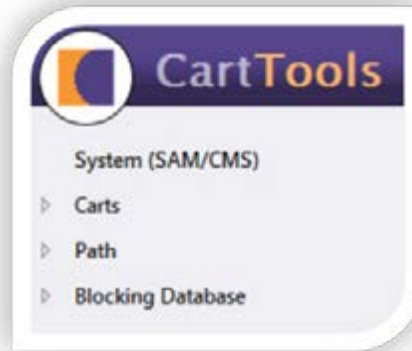 CartTools
System (SAM/CMS)
Carts
Path
Blocking Database